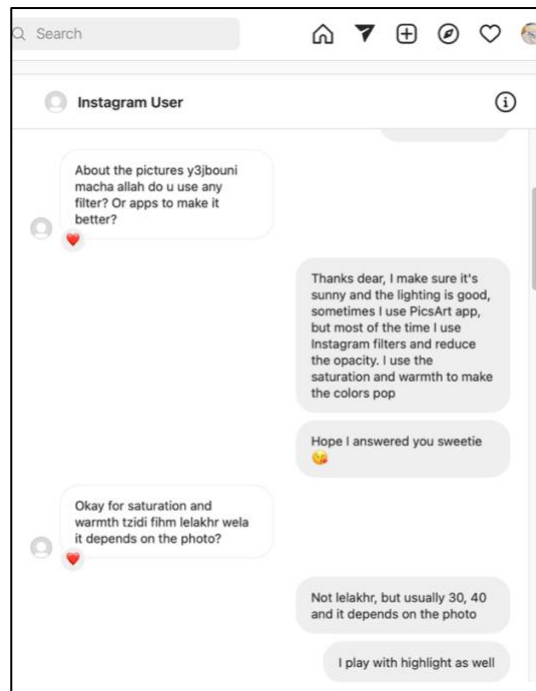 Search
Instagram User
About the pictures y3jbouni
macha allah do u use any
filter? Or apps to make it
better?
Thanks dear, I make sure it's
sunny and the lighting is good,
sometimes I use PicsArt app,
but most of the time I use
Instagram filters and reduce
the opacity. I use the
saturation and warmth to make
the colors pop
Hope I answered you sweetie
😘
Okay for saturation and
warmth tzidi fihm lelakhr wela
it depends on the photo?
Not lelakhr, but usually 30, 40
and it depends on the photo
I play with highlight as well